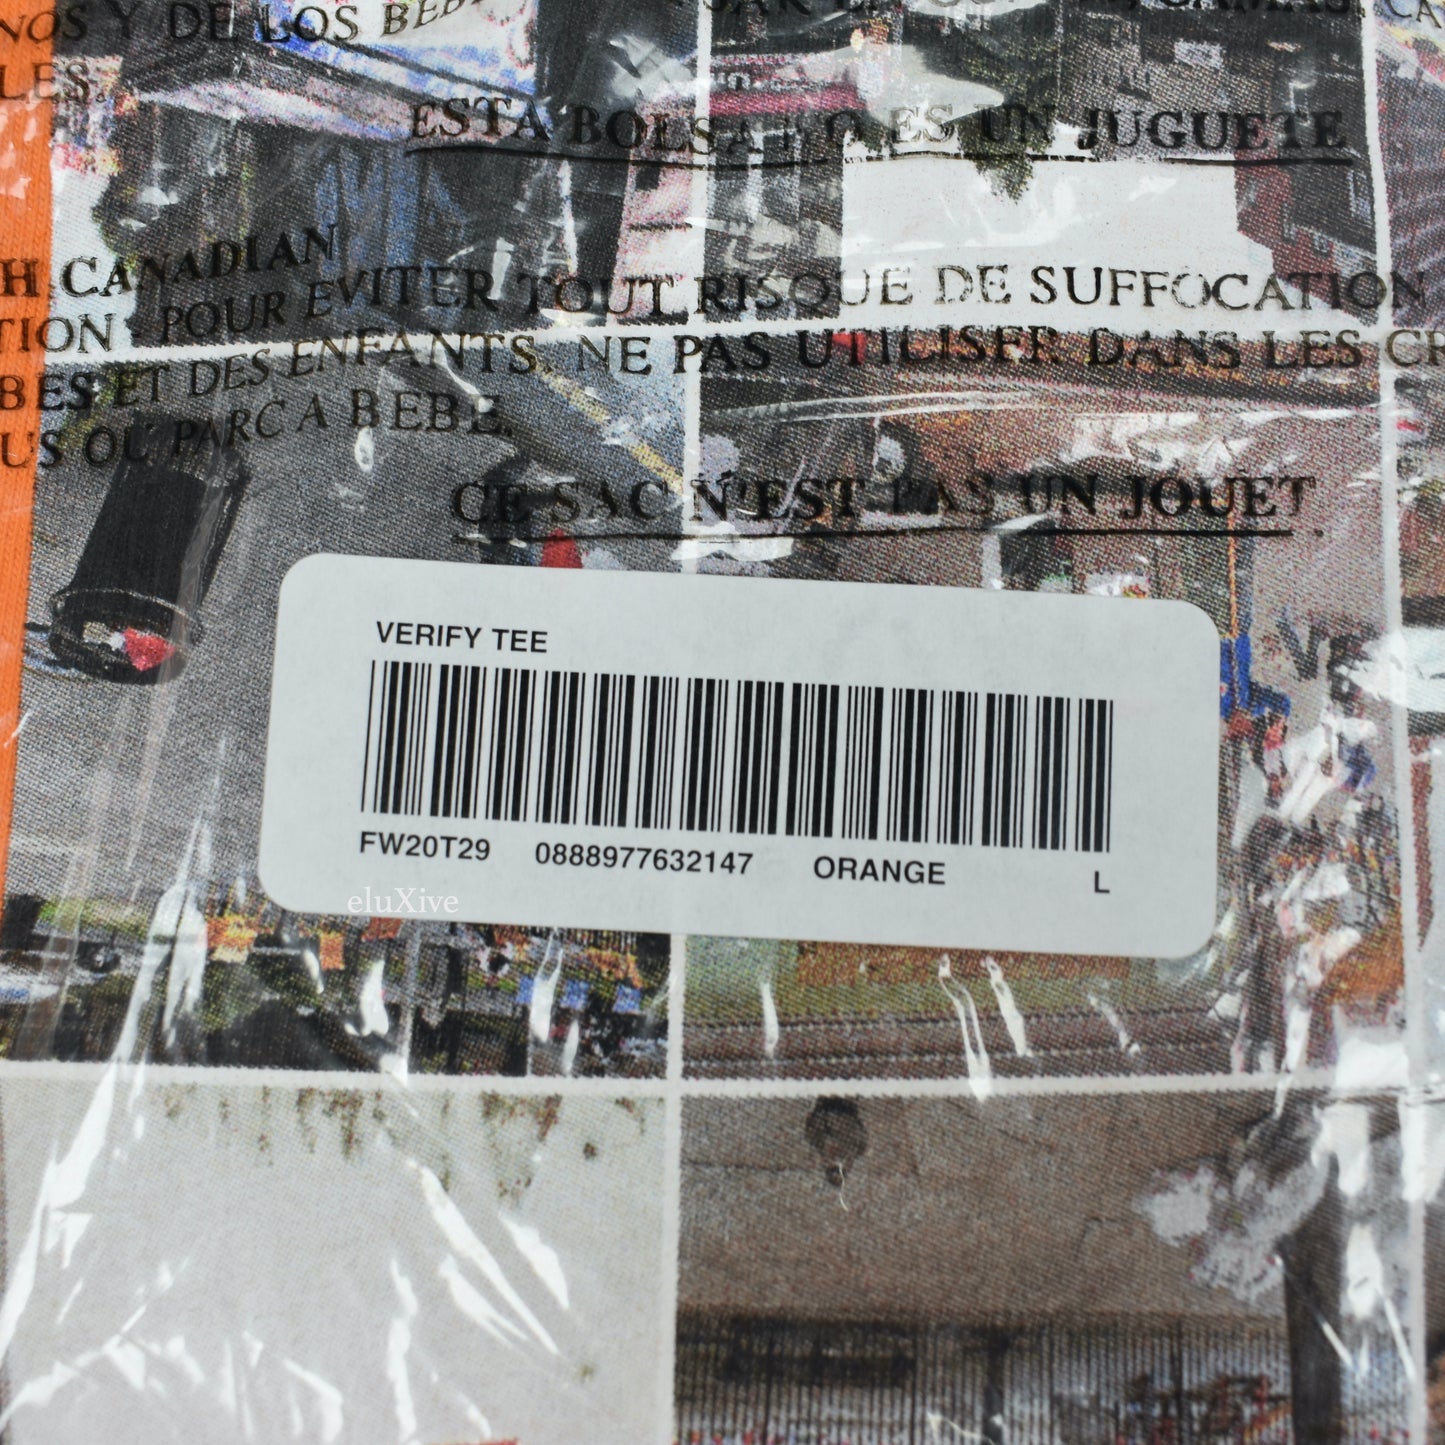 NOS Y DE LOS BEBE
LES.
ESTA BOLSA NO ES UN JUGUETE
H CANADIAN
TION : POUR EVITER TOUT RISQUE DE SUFFOCATION
BES ET DES ENFANTS, NE PAS UTILISER DANS LES CR
US OU PARC A BEBE.
CE SAC N'EST PAS UN JOUET.
VERIFY TEE
FW20T29 0888977632147 ORANGE L
eluXive